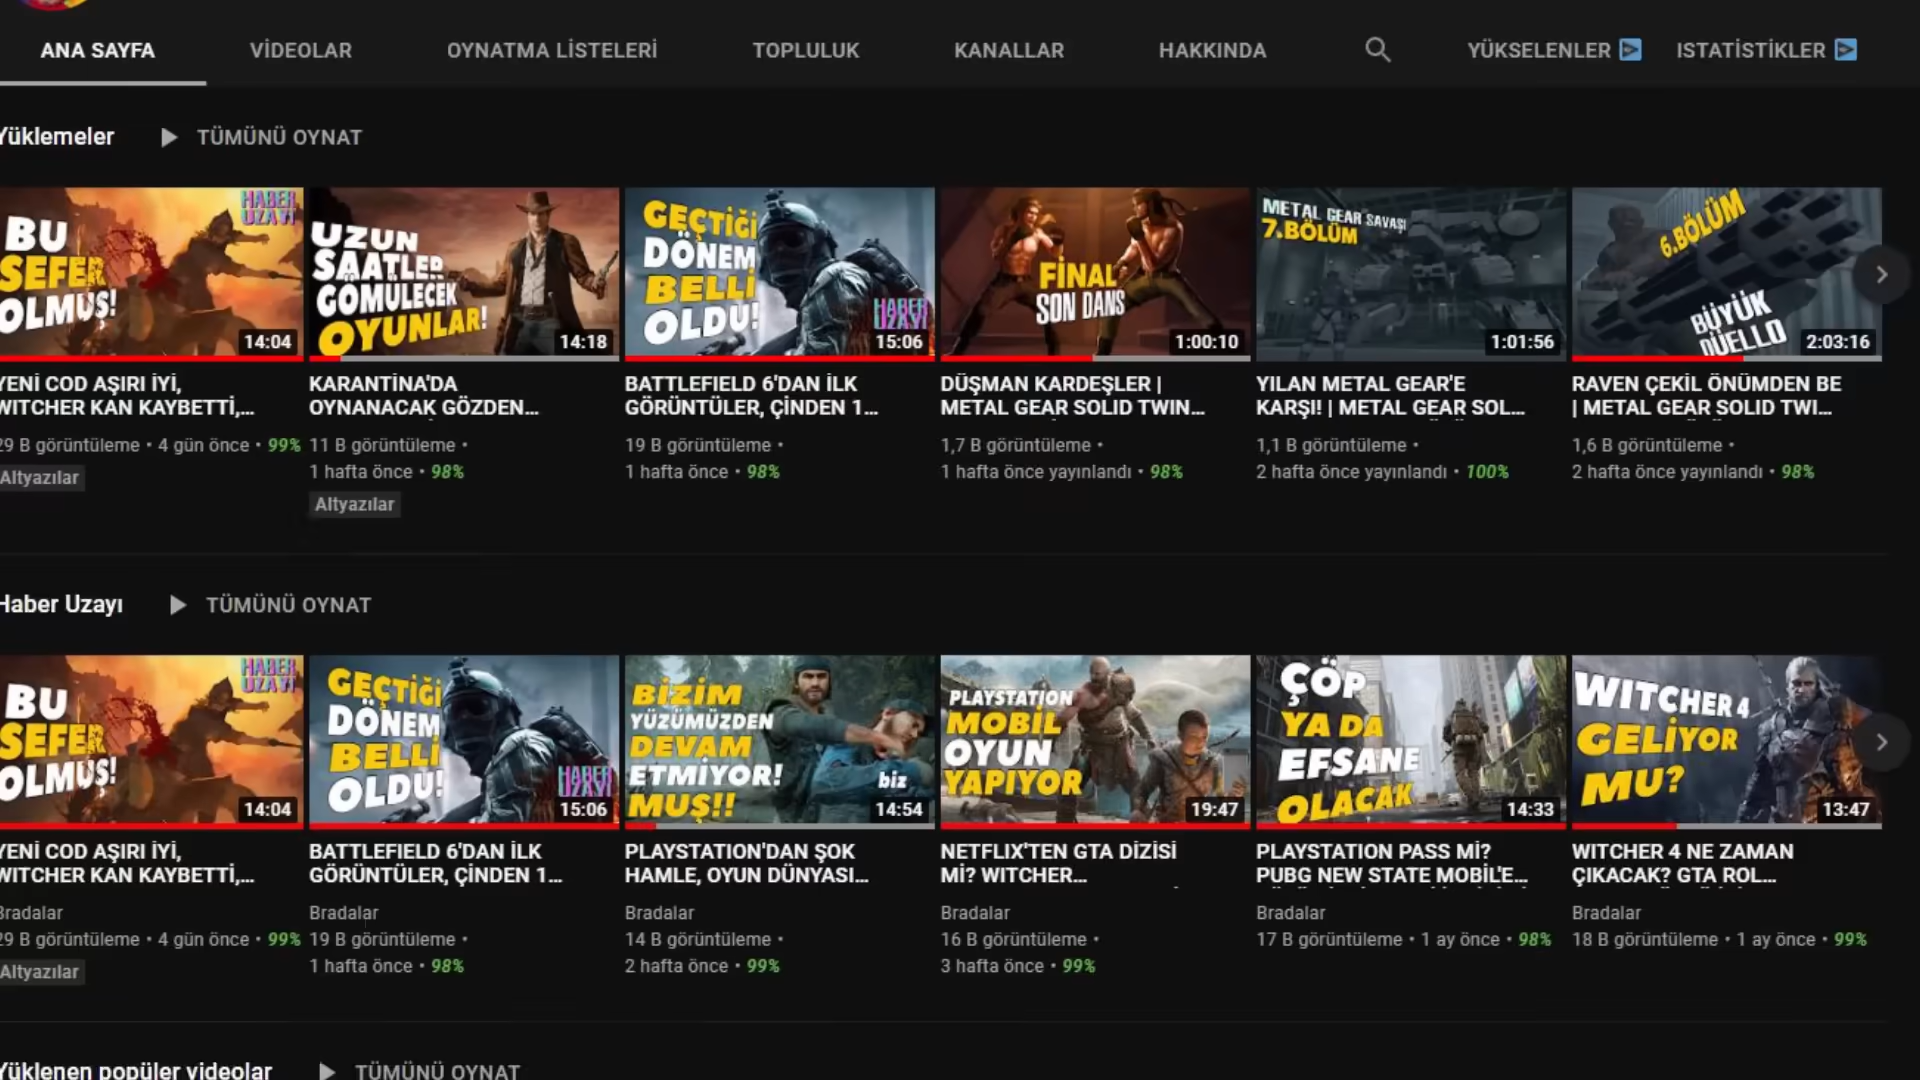 ANA SAYFA
VİDEOLAR
OYNATMA LİSTELERİ
TOPLULUK
KANALLAR
HAKKINDA
YÜKSELENLER
ISTATİSTİKLER
Yüklemeler
TÜMÜNÜ OYNAT
BU
SEFER
OLMUŞ!
HABER
UZAYI
14:04
UZUN
SAATLER
GÖMÜLECEK
OYUNLAR!
14:18
GEÇTİĞİ
DÖNEM
BELLİ
OLDU!
HABER
UZAYI
15:06
FİNAL
SON DANS
1:00:10
METAL GEAR SAVAŞI
7.BÖLÜM
1:01:56
6.BÖLÜM
BÜYÜK
DÜELLO
2:03:16
YENİ COD AŞIRI İYİ,
WITCHER KAN KAYBETTİ,...
29 B görüntüleme • 4 gün önce • 99%
Altyazılar
KARANTİNA'DA
OYNANACAK GÖZDEN...
11 B görüntüleme •
1 hafta önce • 98%
Altyazılar
BATTLEFIELD 6'DAN İLK
GÖRÜNTÜLER, ÇİNDEN 1...
19 B görüntüleme •
1 hafta önce • 98%
DÜŞMAN KARDEŞLER |
METAL GEAR SOLID TWIN...
1,7 B görüntüleme •
1 hafta önce yayınlandı • 98%
YILAN METAL GEAR'E
KARŞI! | METAL GEAR SOL...
1,1 B görüntüleme •
2 hafta önce yayınlandı • 100%
RAVEN ÇEKİL ÖNÜMDEN BE
| METAL GEAR SOLID TWI...
1,6 B görüntüleme •
2 hafta önce yayınlandı • 98%
Haber Uzayı
TÜMÜNÜ OYNAT
BU
SEFER
OLMUŞ!
HABER
UZAYI
14:04
GEÇTİĞİ
DÖNEM
BELLİ
OLDU!
HABER
UZAYI
15:06
BİZİM
YÜZÜMÜZDEN
DEVAM
ETMİYOR!
MUŞ!!
biz
14:54
PLAYSTATİON
MOBİL
OYUN
YAPIYOR
19:47
ÇÖP
YA DA
EFSANE
OLACAK
14:33
WITCHER 4
GELİYOR
MU?
13:47
YENİ COD AŞIRI İYİ,
WITCHER KAN KAYBETTİ,...
Bradalar
29 B görüntüleme • 4 gün önce • 99%
Altyazılar
BATTLEFIELD 6'DAN İLK
GÖRÜNTÜLER, ÇİNDEN 1...
Bradalar
19 B görüntüleme •
1 hafta önce • 98%
PLAYSTATION'DAN ŞOK
HAMLE, OYUN DÜNYASI...
Bradalar
14 B görüntüleme •
2 hafta önce • 99%
NETFLIX'TEN GTA DİZİSİ
Mİ? WITCHER...
Bradalar
16 B görüntüleme •
3 hafta önce • 99%
PLAYSTATION PASS Mİ?
PUBG NEW STATE MOBİL'E...
Bradalar
17 B görüntüleme • 1 ay önce • 98%
WITCHER 4 NE ZAMAN
ÇIKACAK? GTA ROL...
Bradalar
18 B görüntüleme • 1 ay önce • 99%
Yüklenen popüler videolar
TÜMÜNÜ OYNAT